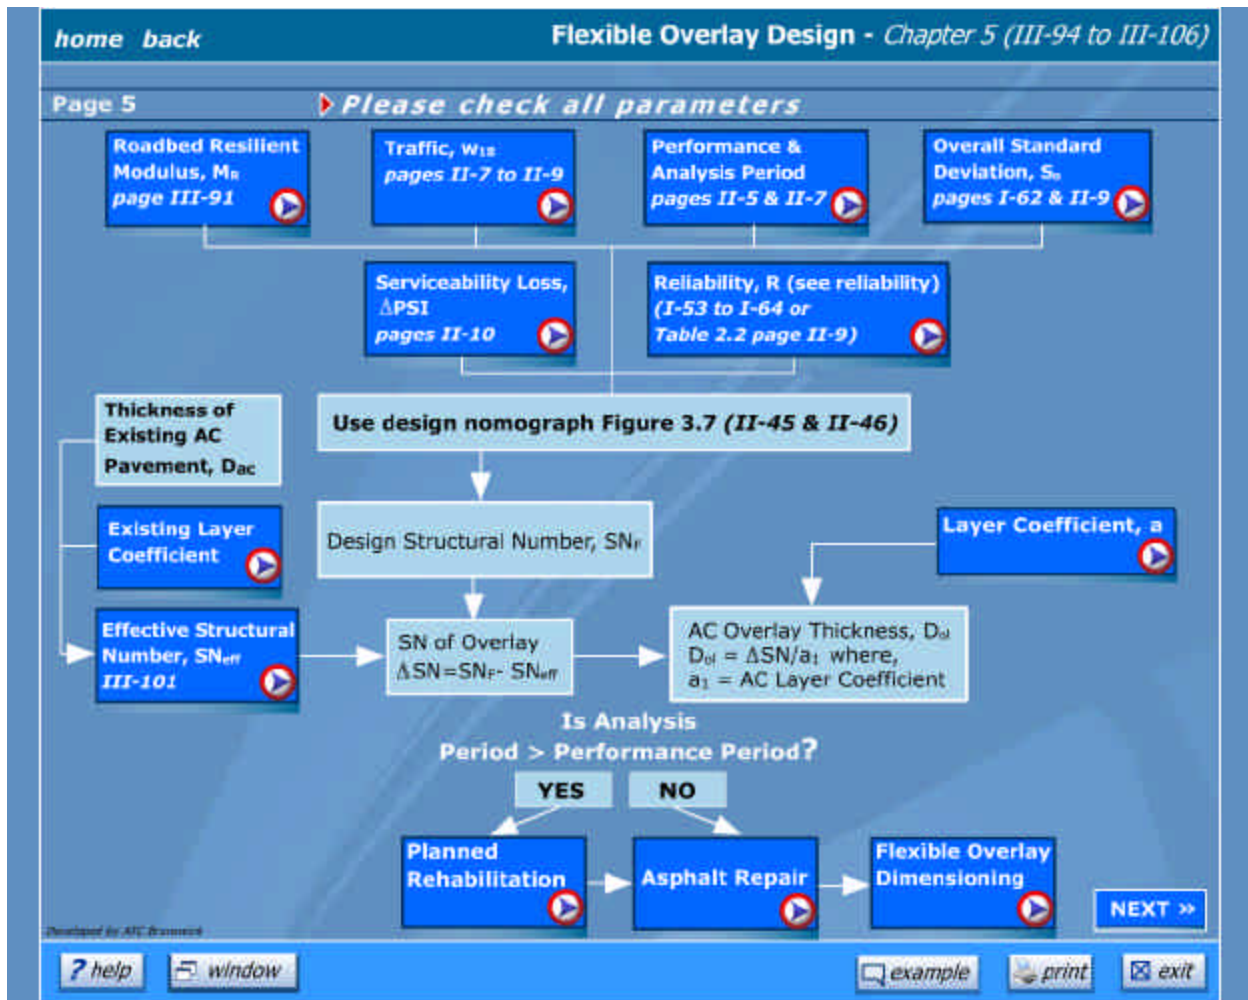 home back
Flexible Overlay Design - Chapter 5 (III-94 to III-106)
Page 5
Please check all parameters
Roadbed Resilient
Modulus, MR
page III-91
Traffic, w18
pages II-7 to II-9
Performance &
Analysis Period
pages II-5 & II-7
Overall Standard
Deviation, So
pages I-62 & II-9
Serviceability Loss,
ΔPSI
pages II-10
Reliability, R (see reliability)
(I-53 to I-64 or
Table 2.2 page II-9)
Thickness of
Existing AC
Pavement, Dac
Use design nomograph Figure 3.7 (II-45 & II-46)
Existing Layer
Coefficient
Design Structural Number, SNF
Layer Coefficient, a
Effective Structural
Number, SNeff
III-101
SN of Overlay
ΔSN=SNF- SNeff
AC Overlay Thickness, Dol
Dol = ΔSN/a1 where,
a1 = AC Layer Coefficient
Is Analysis
Period > Performance Period?
YES
NO
Planned
Rehabilitation
Asphalt Repair
Flexible Overlay
Dimensioning
NEXT »
Developed by ATC Brunswick
? help
window
example
print
exit